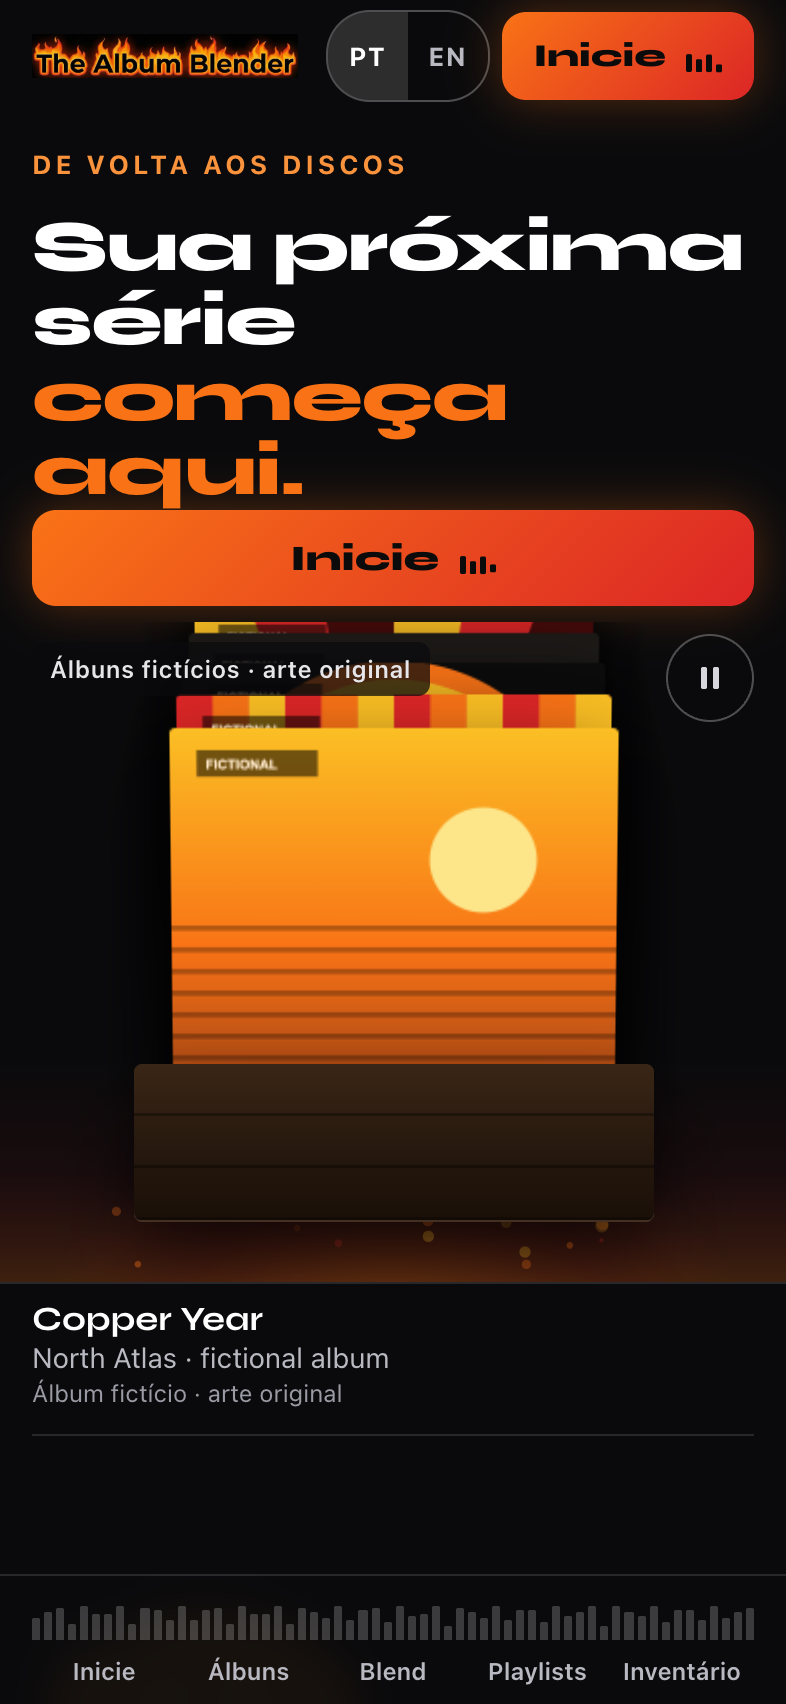 The Album Blender
PT
EN
Inicie
DE VOLTA AOS DISCOS
Sua próxima
série
começa
aqui.
Inicie
Álbuns fictícios · arte original
FICTIONAL
FICTIONAL
Copper Year
North Atlas · fictional album
Álbum fictício · arte original
Inicie
Álbuns
Blend
Playlists
Inventário